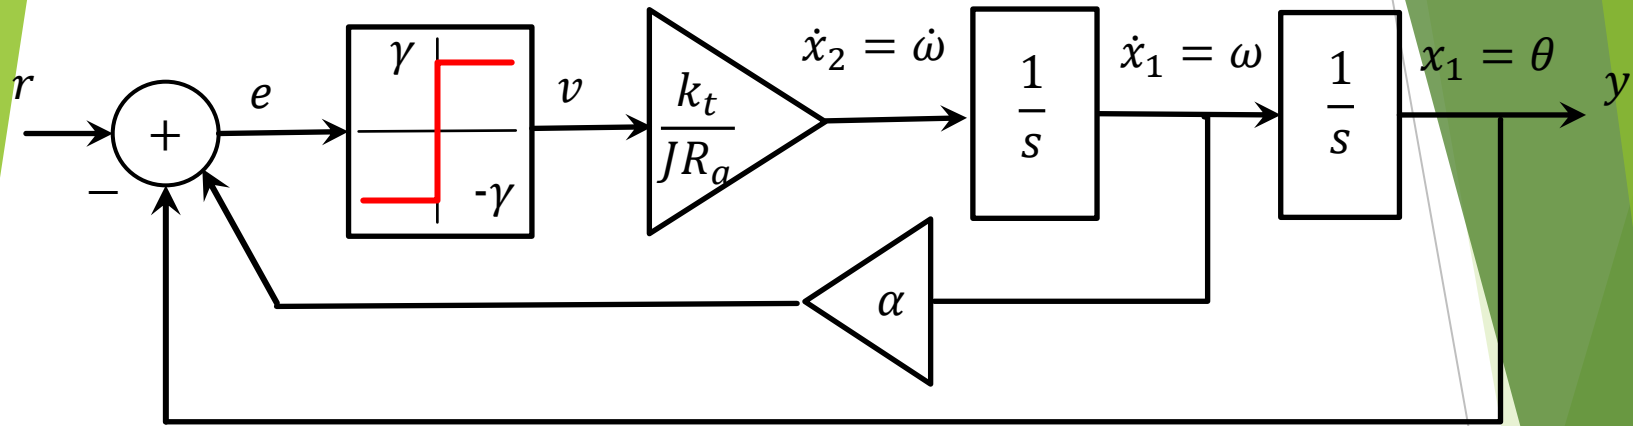 r
+
−
e
γ
-γ
v
k_t
JR_a
ẋ₂ = ω̇
1
s
ẋ₁ = ω
1
s
x₁ = θ
y
α